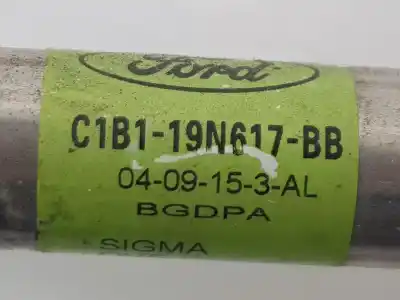 Ford
C1B1-19N617-BB
04-09-15-3-AL
BGDPA
SIGMA